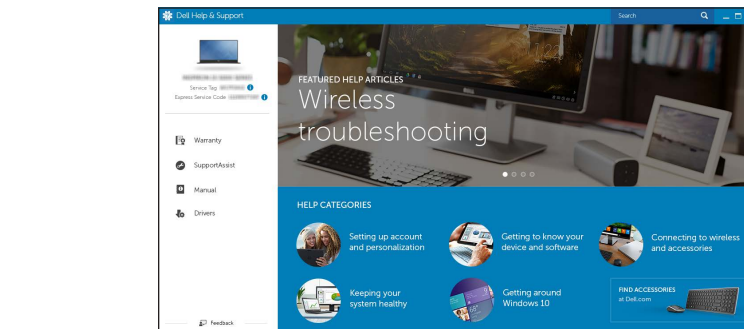 Dell Help & Support
Search
Service Tag
Express Service Code
Warranty
SupportAssist
Manual
Drivers
Feedback
FEATURED HELP ARTICLES
Wireless
troubleshooting
HELP CATEGORIES
Setting up account
and personalization
Getting to know your
device and software
Connecting to wireless
and accessories
Keeping your
system healthy
Getting around
Windows 10
FIND ACCESSORIES
at Dell.com